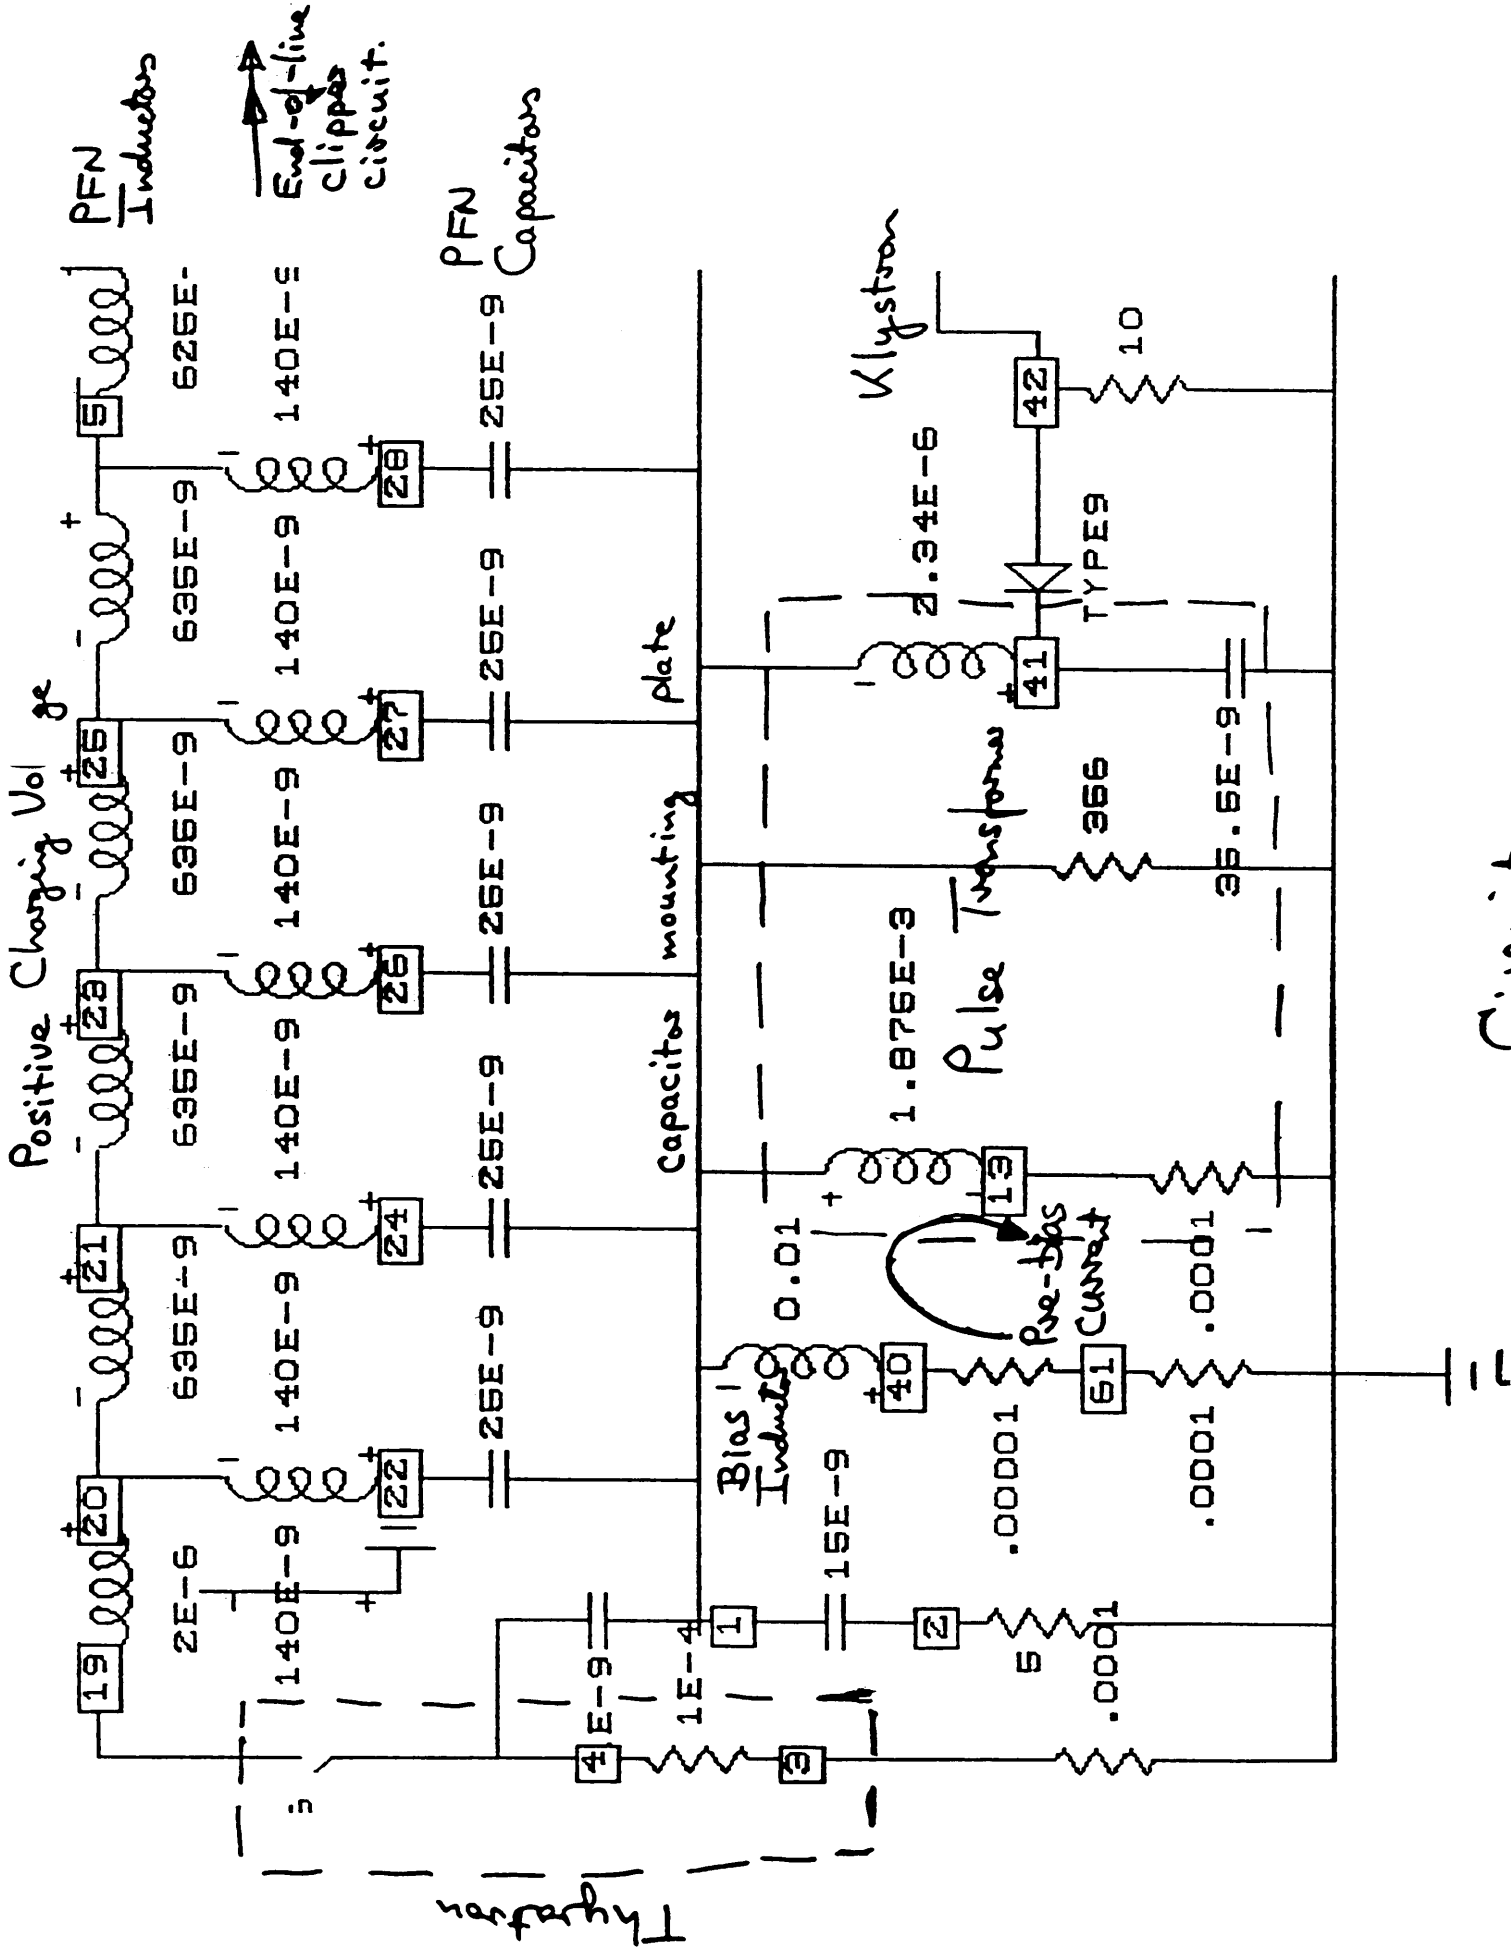 PFN
Inductors
End-of-line
clipper
circuit.
PFN
Capacitors
Positive Charging Vol ge
19
+
20
-
+
21
-
+
23
-
+
25
-
+
5
+
2E-6
635E-9
635E-9
635E-9
635E-9
625E-
140E-9
140E-9
140E-9
140E-9
140E-9
140E-9
-
+
-
+
22
-
+
24
-
+
26
-
+
27
-
+
28
25E-9
25E-9
25E-9
25E-9
25E-9
Thyratron
4
E-9
1E-4
3
.0001
1
15E-9
2
5
Capacitor mounting plate
Bias
Inductor
-
+
0.01
40
.00001
61
.0001
Pre-bias
Current
+
-
1.875E-3
13
.0001
Pulse Transformer
366
-
+
2.34E-6
41
35.5E-9
TYPE9
Klystron
42
10